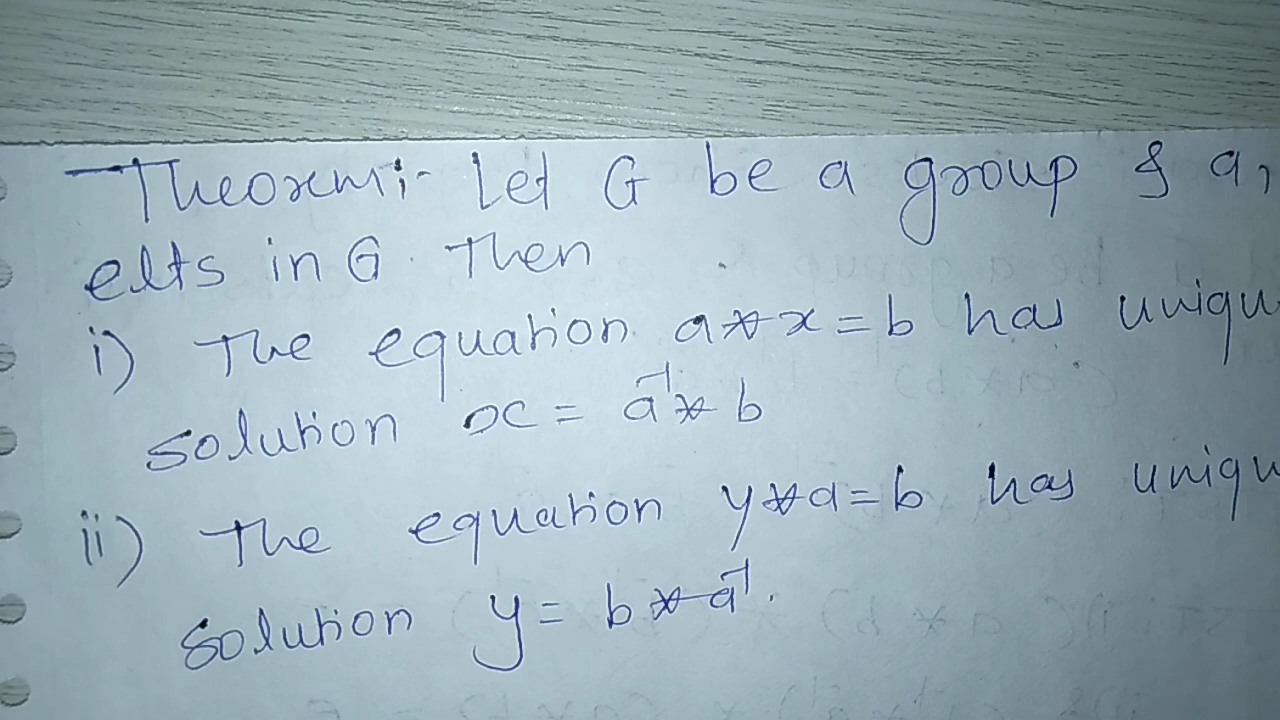 Theorem:- Let G be a group & a,
elts in G. Then
i) The equation a*x=b has uniqu
solution x= a⁻¹* b
ii) The equation y*a=b has uniqu
solution y= b*a⁻¹.